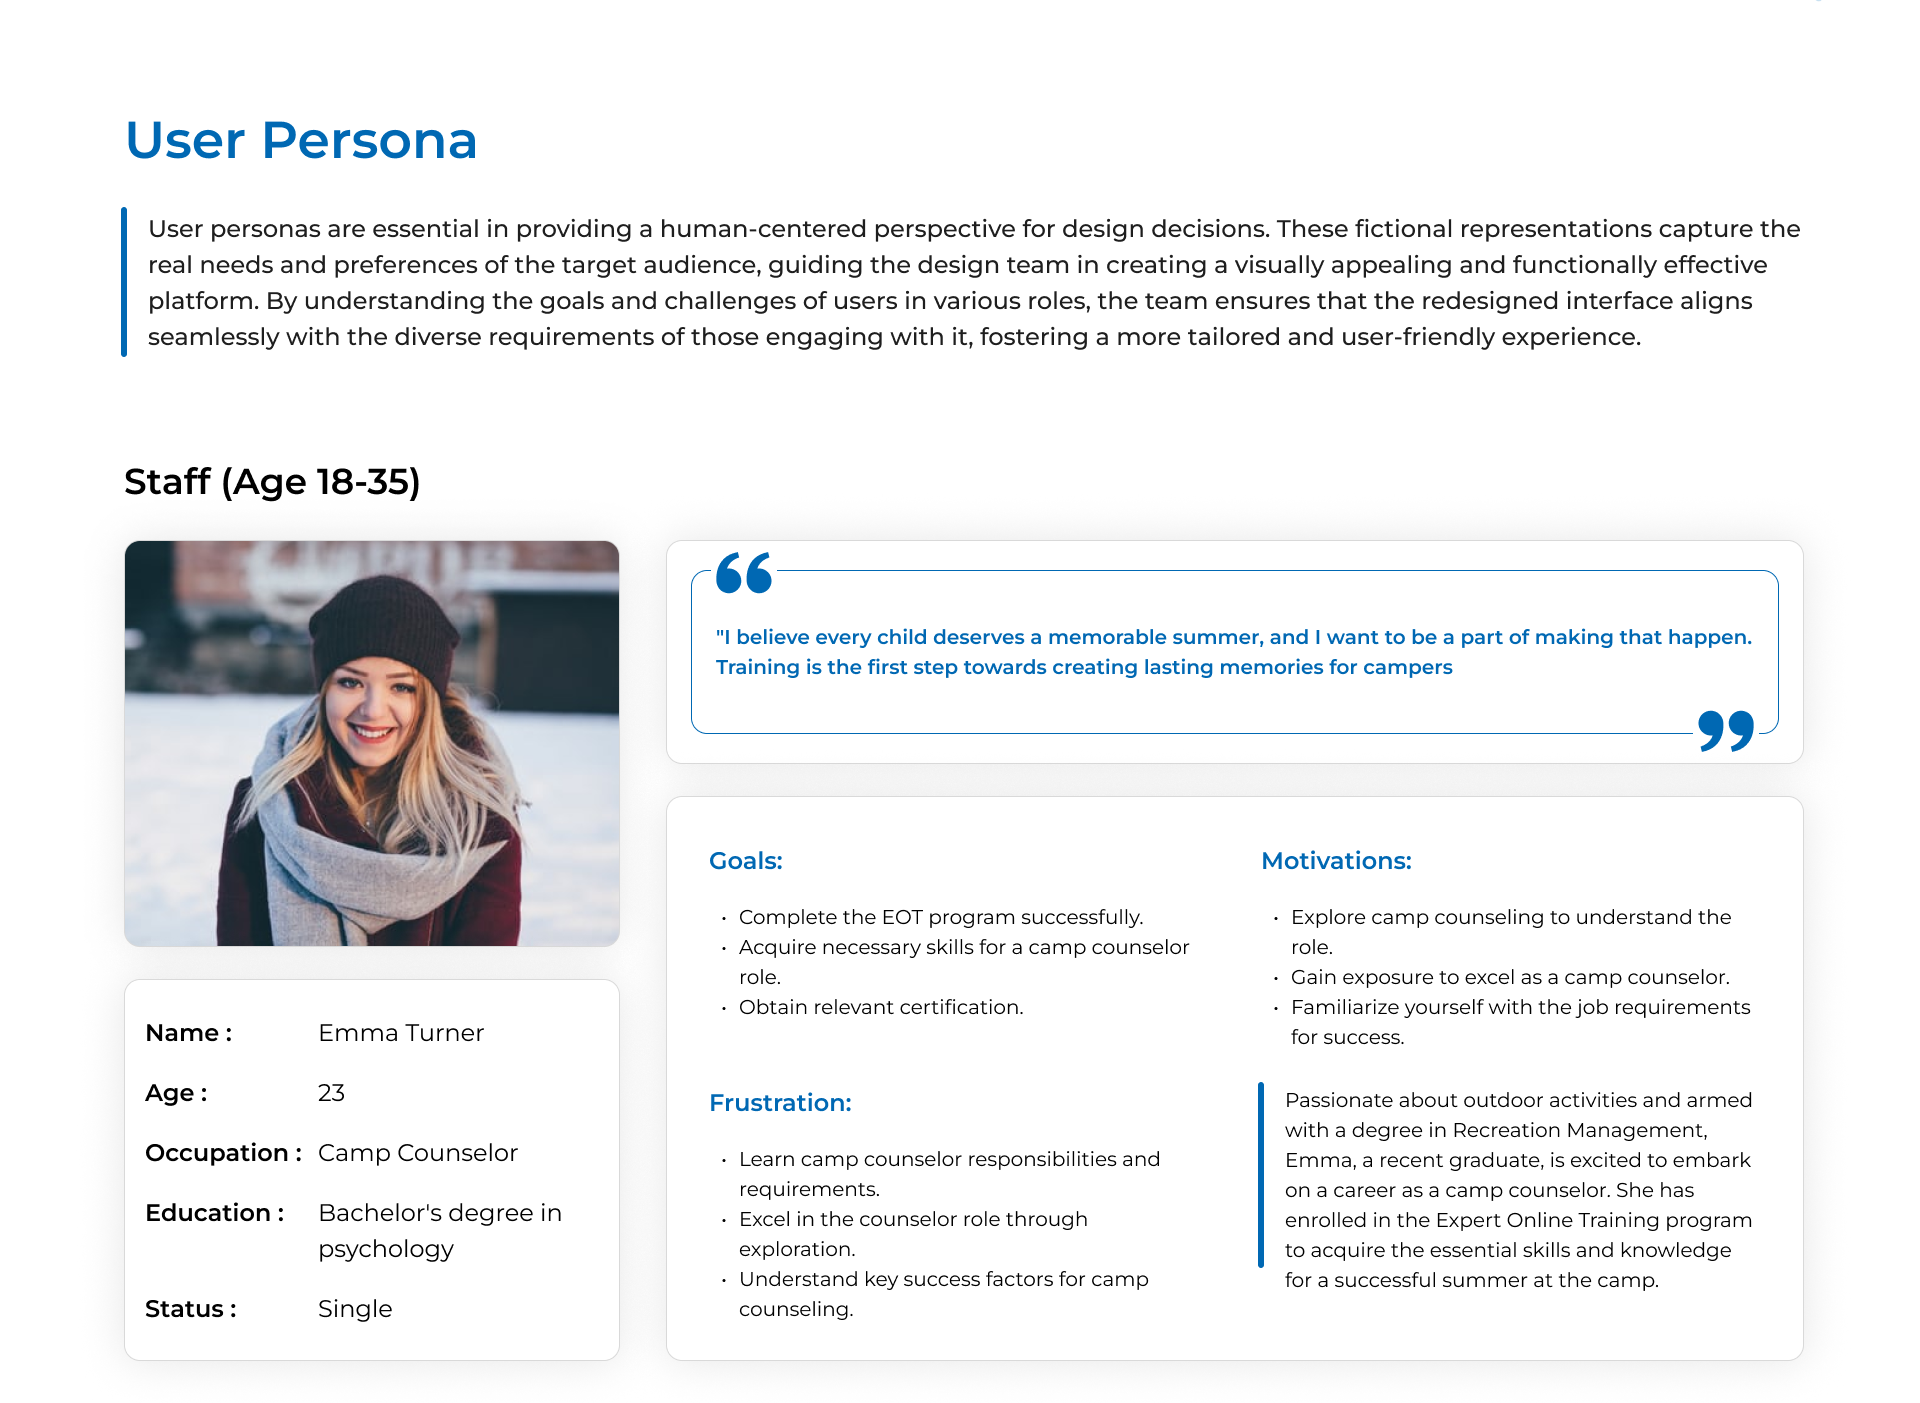 User Persona
User personas are essential in providing a human-centered perspective for design decisions. These fictional representations capture the
real needs and preferences of the target audience, guiding the design team in creating a visually appealing and functionally effective
platform. By understanding the goals and challenges of users in various roles, the team ensures that the redesigned interface aligns
seamlessly with the diverse requirements of those engaging with it, fostering a more tailored and user-friendly experience.
Staff (Age 18-35)
“
"I believe every child deserves a memorable summer, and I want to be a part of making that happen.
Training is the first step towards creating lasting memories for campers
”
Name : Emma Turner
Age : 23
Occupation : Camp Counselor
Education : Bachelor's degree in
psychology
Status : Single
Goals:
• Complete the EOT program successfully.
• Acquire necessary skills for a camp counselor
role.
• Obtain relevant certification.
Motivations:
• Explore camp counseling to understand the
role.
• Gain exposure to excel as a camp counselor.
• Familiarize yourself with the job requirements
for success.
Frustration:
• Learn camp counselor responsibilities and
requirements.
• Excel in the counselor role through
exploration.
• Understand key success factors for camp
counseling.
Passionate about outdoor activities and armed
with a degree in Recreation Management,
Emma, a recent graduate, is excited to embark
on a career as a camp counselor. She has
enrolled in the Expert Online Training program
to acquire the essential skills and knowledge
for a successful summer at the camp.